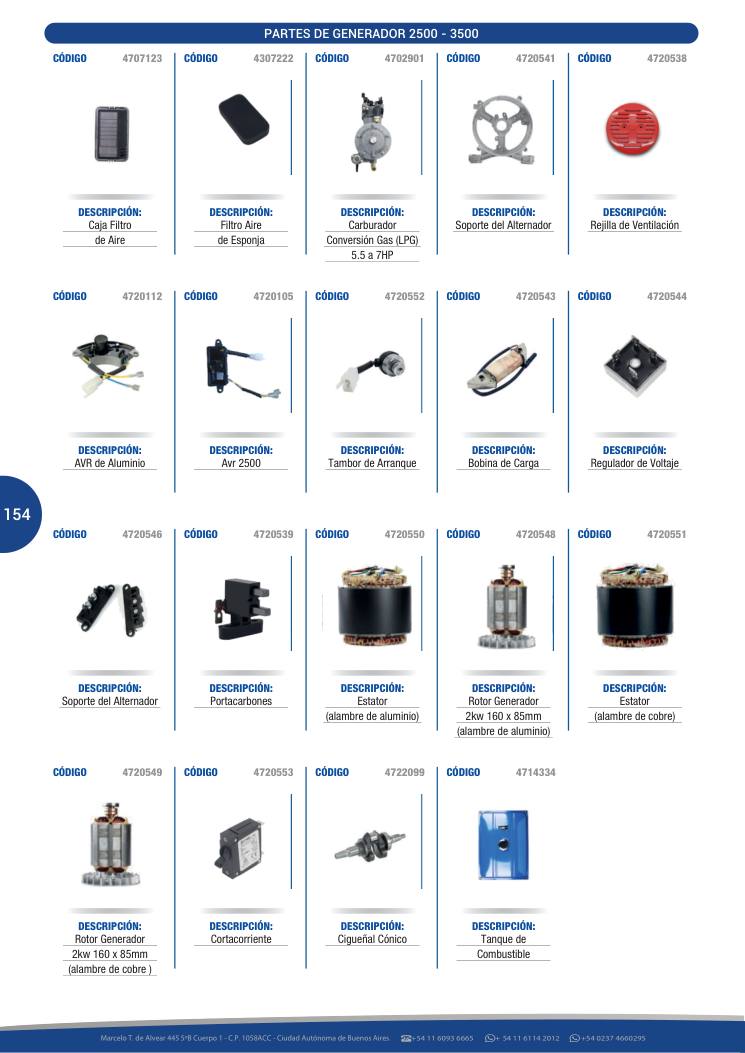 PARTES DE GENERADOR 2500 - 3500
CÓDIGO 4707123
DESCRIPCIÓN:
Caja Filtro
de Aire
CÓDIGO 4307222
DESCRIPCIÓN:
Filtro Aire
de Esponja
CÓDIGO 4702901
DESCRIPCIÓN:
Carburador
Conversión Gas (LPG)
5.5 a 7HP
CÓDIGO 4720541
DESCRIPCIÓN:
Soporte del Alternador
CÓDIGO 4720538
DESCRIPCIÓN:
Rejilla de Ventilación
CÓDIGO 4720112
DESCRIPCIÓN:
AVR de Aluminio
CÓDIGO 4720105
DESCRIPCIÓN:
Avr 2500
CÓDIGO 4720552
DESCRIPCIÓN:
Tambor de Arranque
CÓDIGO 4720543
DESCRIPCIÓN:
Bobina de Carga
CÓDIGO 4720544
DESCRIPCIÓN:
Regulador de Voltaje
154
CÓDIGO 4720546
DESCRIPCIÓN:
Soporte del Alternador
CÓDIGO 4720539
DESCRIPCIÓN:
Portacarbones
CÓDIGO 4720550
DESCRIPCIÓN:
Estator
(alambre de aluminio)
CÓDIGO 4720548
DESCRIPCIÓN:
Rotor Generador
2kw 160 x 85mm
(alambre de aluminio)
CÓDIGO 4720551
DESCRIPCIÓN:
Estator
(alambre de cobre)
CÓDIGO 4720549
DESCRIPCIÓN:
Rotor Generador
2kw 160 x 85mm
(alambre de cobre )
CÓDIGO 4720553
DESCRIPCIÓN:
Cortacorriente
CÓDIGO 4722099
DESCRIPCIÓN:
Cigueñal Cónico
CÓDIGO 4714334
DESCRIPCIÓN:
Tanque de
Combustible
Marcelo T. de Alvear 445 5ºB Cuerpo 1 - C.P. 1058ACC - Ciudad Autónoma de Buenos Aires. +54 11 6093 6665 + 54 11 6114 2012 +54 0237 4660295